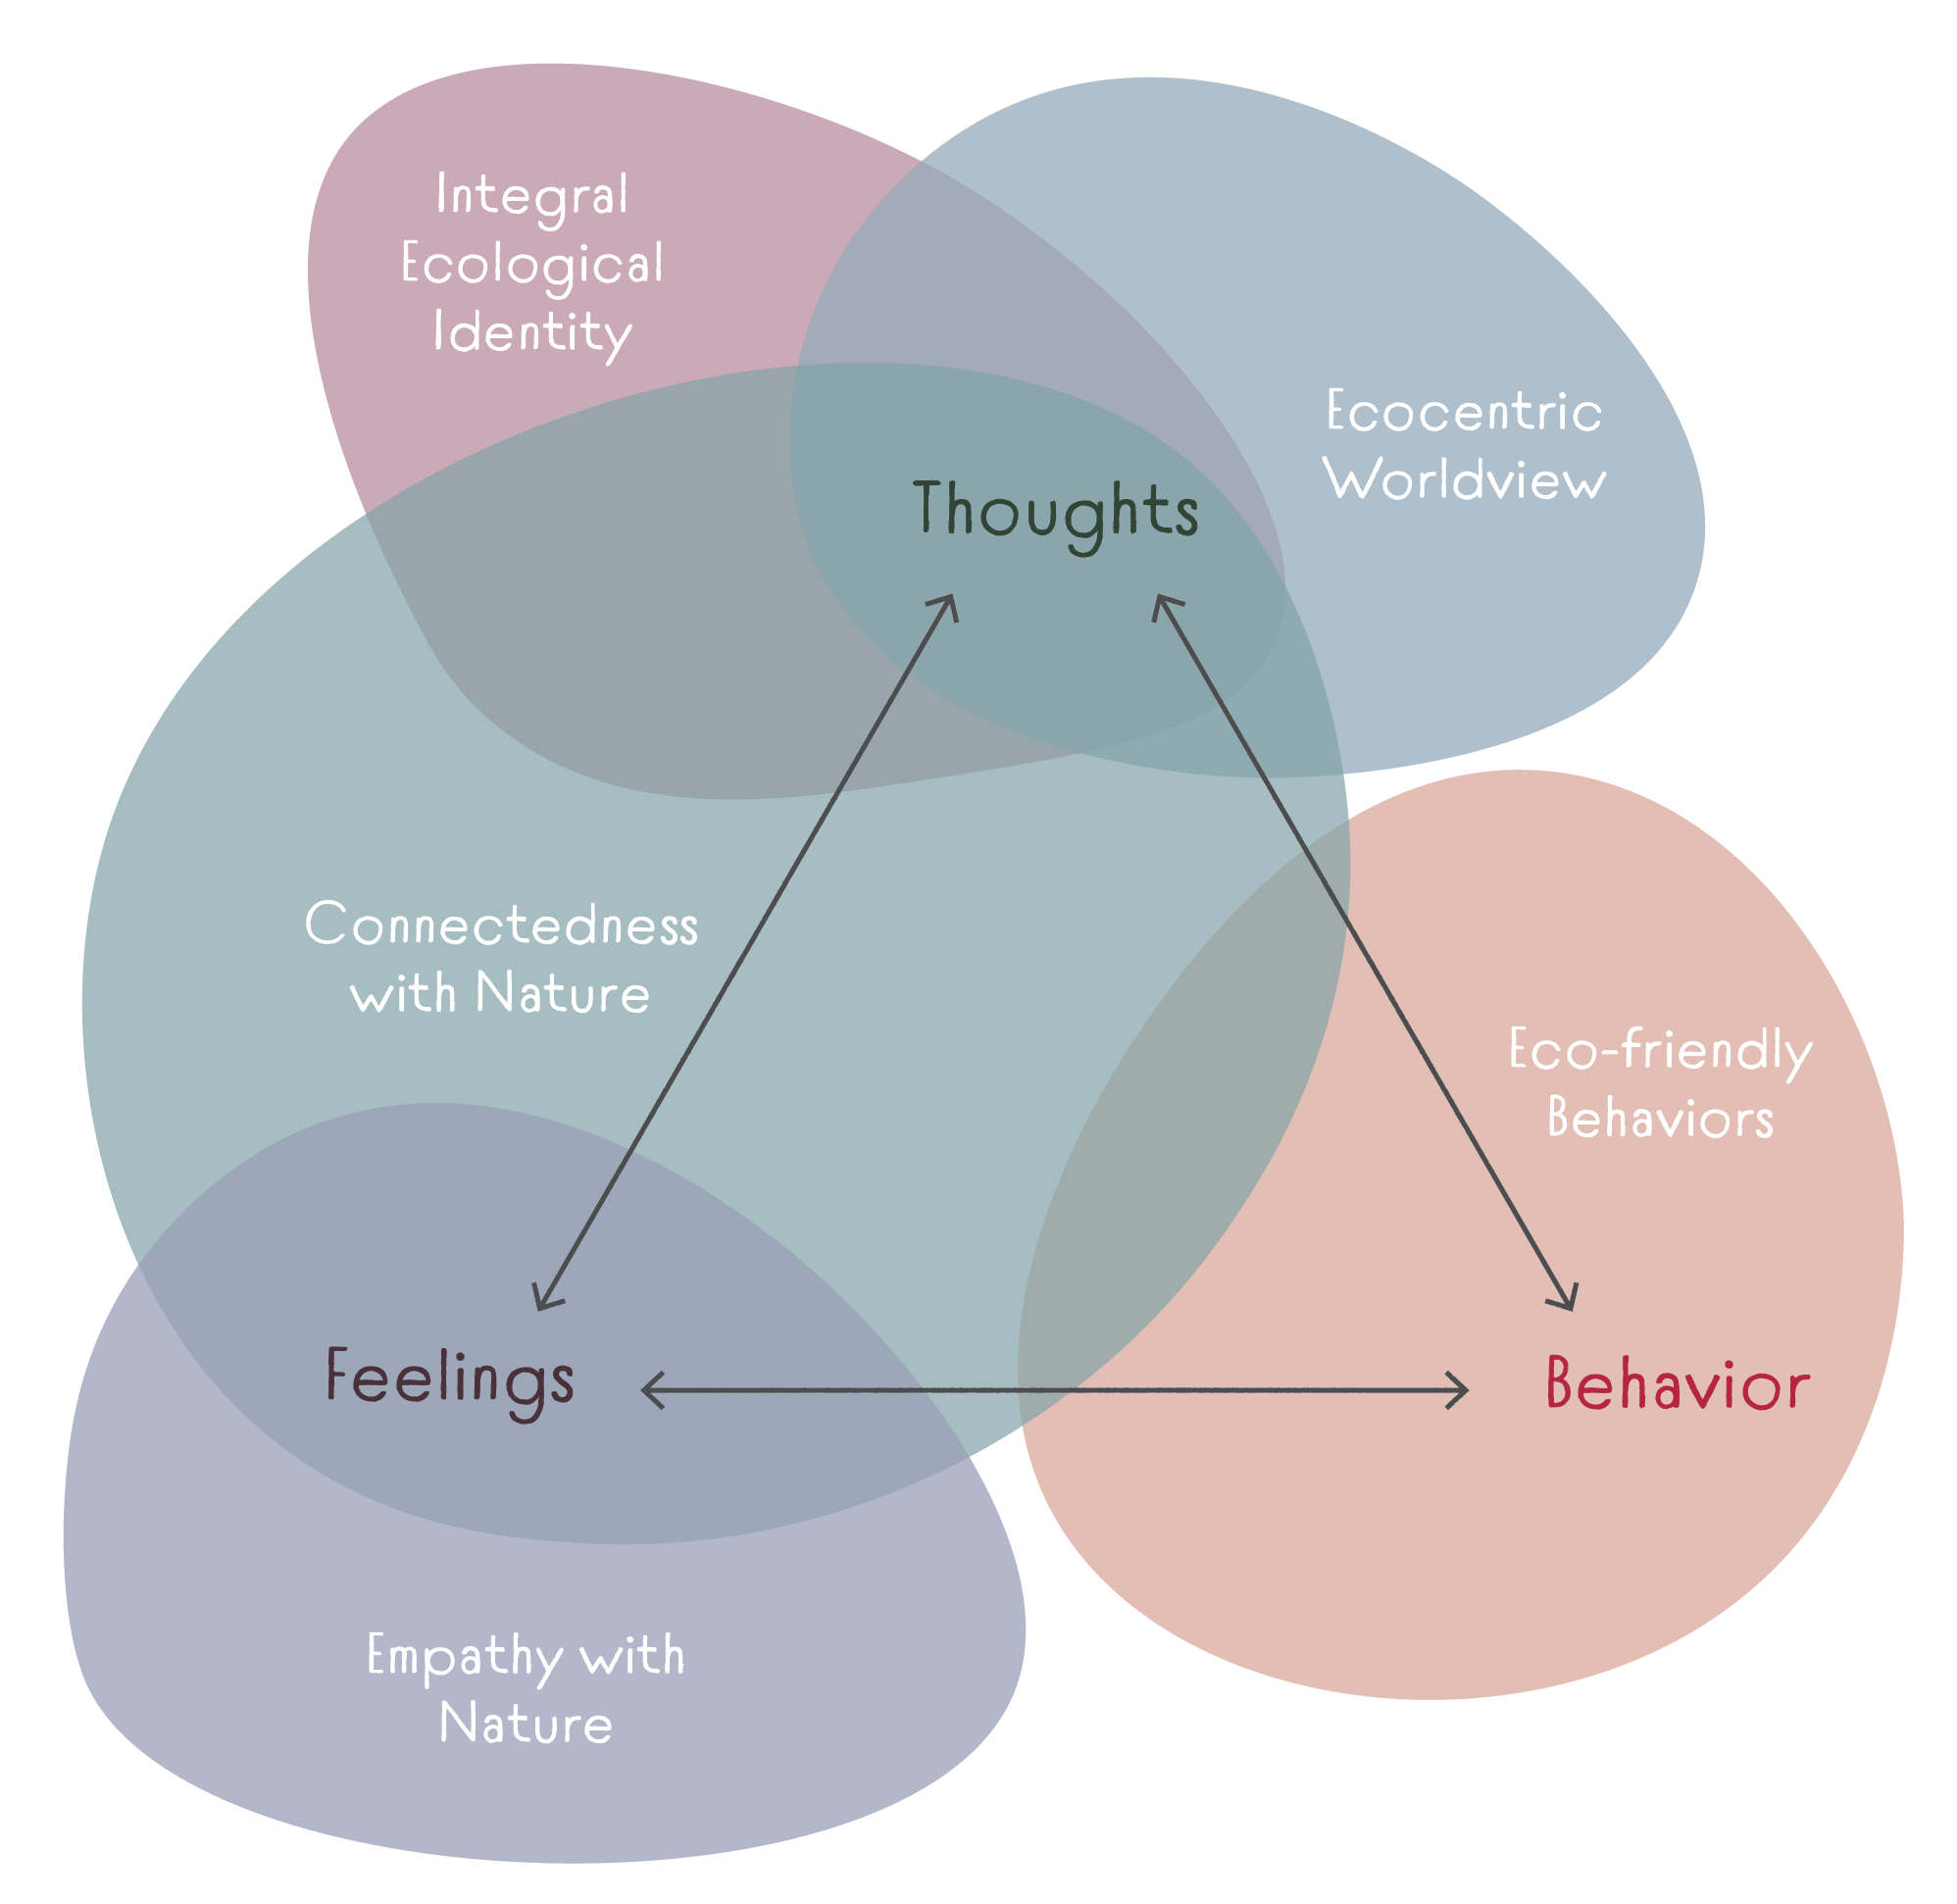 Integral
Ecological
Identity
Ecocentric
Worldview
Thoughts
Connectedness
with Nature
Eco-friendly
Behaviors
Feelings
Behavior
Empathy with
Nature